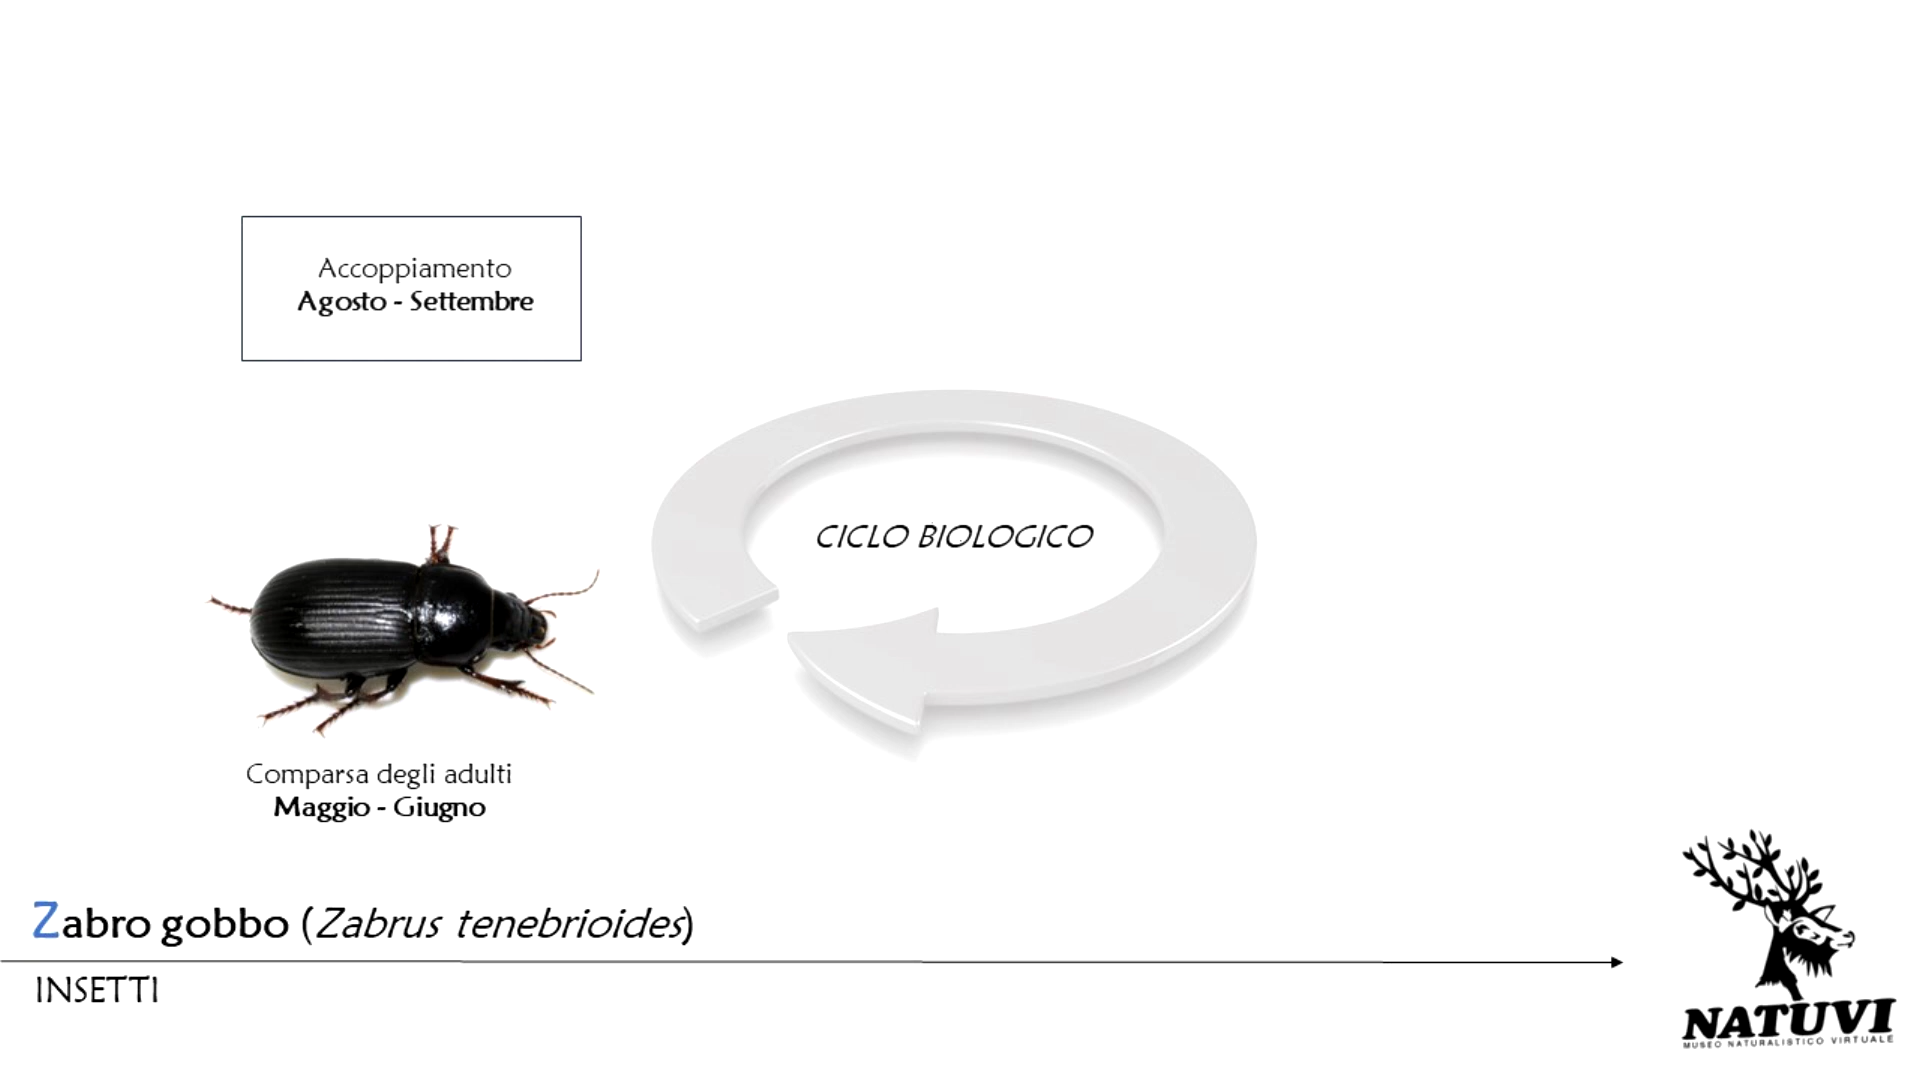 Accoppiamento
Agosto - Settembre
CICLO BIOLOGICO
Comparsa degli adulti
Maggio - Giugno
Zabro gobbo (Zabrus tenebrioides)
INSETTI
NATUVI
MUSEO NATURALISTICO VIRTUALE